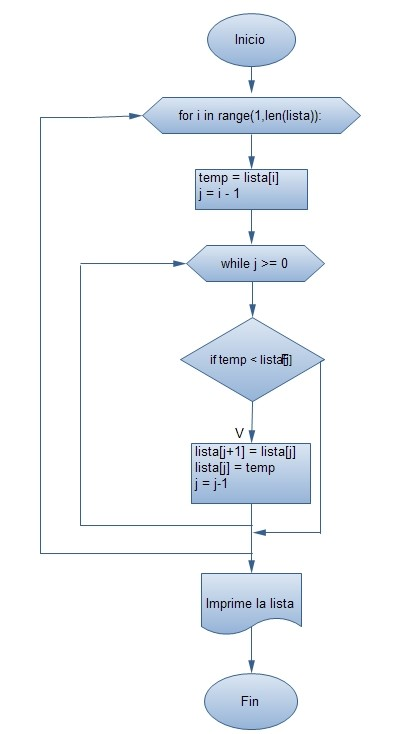 Inicio
for i in range(1,len(lista)):
temp = lista[i]
j = i - 1
while j >= 0
if temp < lista[j]
F
V
lista[j+1] = lista[j]
lista[j] = temp
j = j-1
Imprime la lista
Fin